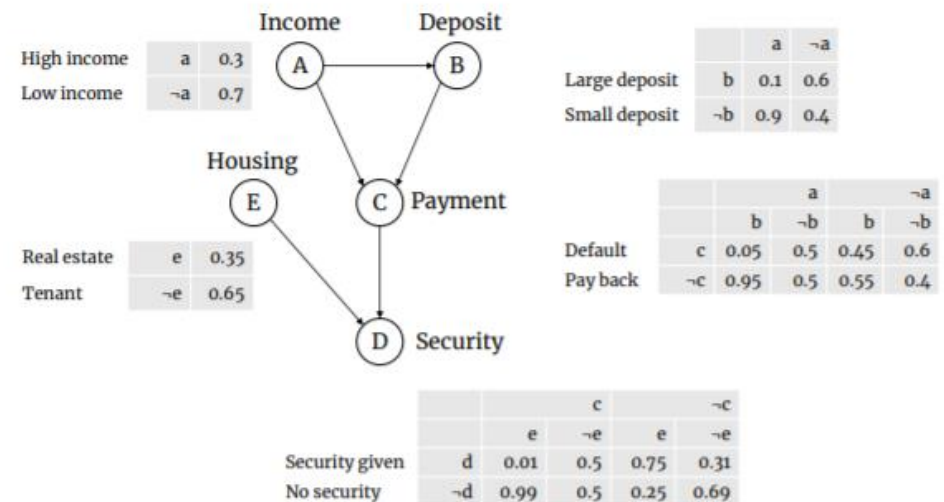 Income Deposit
A B
High income a 0.3
Low income ¬a 0.7
a ¬a
Large deposit b 0.1 0.6
Small deposit ¬b 0.9 0.4
Housing
E C Payment
a ¬a
b ¬b b ¬b
Default c 0.05 0.5 0.45 0.6
Pay back ¬c 0.95 0.5 0.55 0.4
Real estate e 0.35
Tenant ¬e 0.65
D Security
c ¬c
e ¬e e ¬e
Security given d 0.01 0.5 0.75 0.31
No security ¬d 0.99 0.5 0.25 0.69